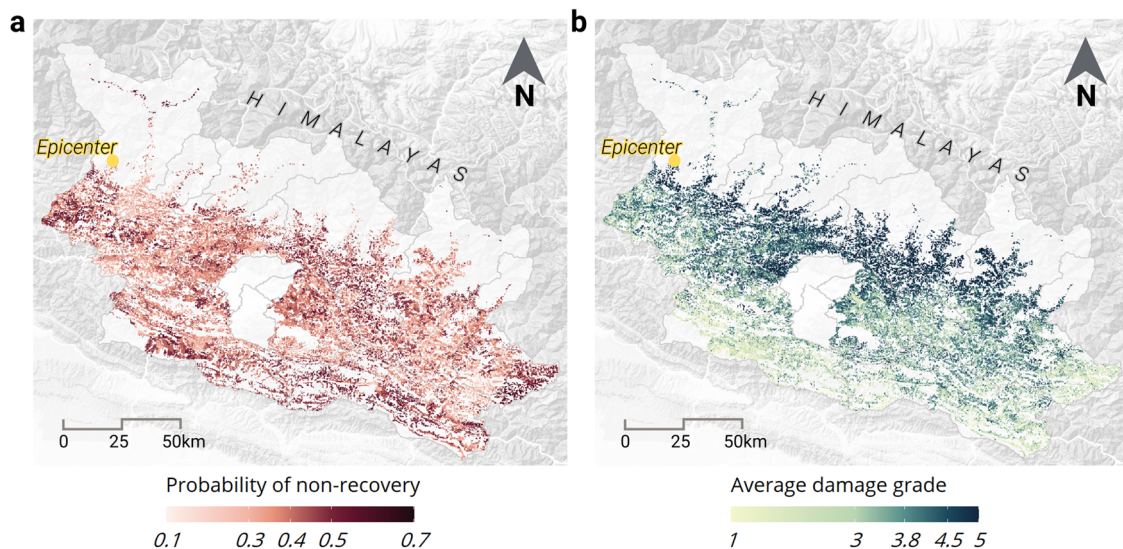 a
N
HIMALAYAS
Epicenter
0 25 50km
Probability of non-recovery
0.1 0.3 0.4 0.5 0.7
b
N
HIMALAYAS
Epicenter
0 25 50km
Average damage grade
1 3 3.8 4.5 5